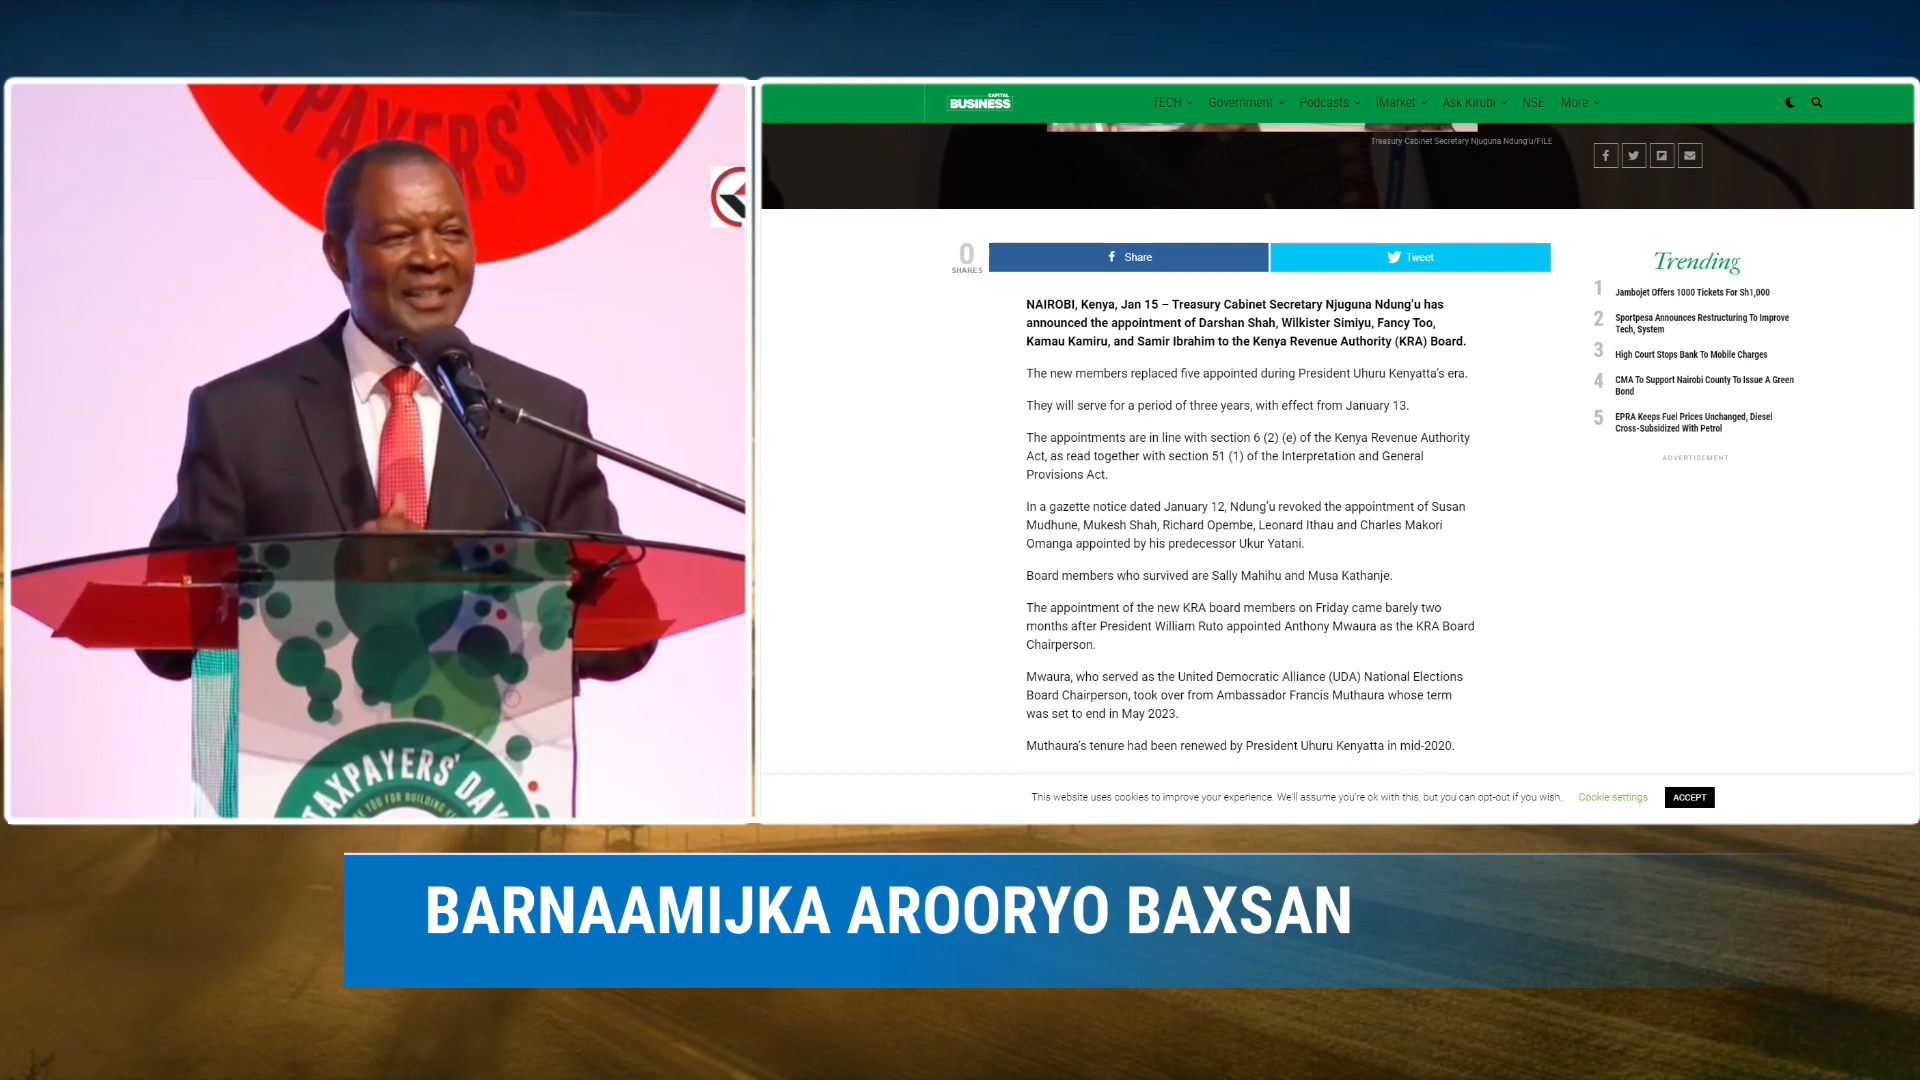 TPAYERS' MO
TAXPAYERS' DAY
YOU FOR BUILDING
CAPITAL
BUSINESS
TECH
Government
Podcasts
IMarket
Ask Kirubi
NSE
More
Treasury Cabinet Secretary Njuguna Ndung'u/FILE
0
SHARES
Share
Tweet
NAIROBI, Kenya, Jan 15 – Treasury Cabinet Secretary Njuguna Ndung’u has
announced the appointment of Darshan Shah, Wilkister Simiyu, Fancy Too,
Kamau Kamiru, and Samir Ibrahim to the Kenya Revenue Authority (KRA) Board.
The new members replaced five appointed during President Uhuru Kenyatta’s era.
They will serve for a period of three years, with effect from January 13.
The appointments are in line with section 6 (2) (e) of the Kenya Revenue Authority
Act, as read together with section 51 (1) of the Interpretation and General
Provisions Act.
In a gazette notice dated January 12, Ndung’u revoked the appointment of Susan
Mudhune, Mukesh Shah, Richard Opembe, Leonard Ithau and Charles Makori
Omanga appointed by his predecessor Ukur Yatani.
Board members who survived are Sally Mahihu and Musa Kathanje.
The appointment of the new KRA board members on Friday came barely two
months after President William Ruto appointed Anthony Mwaura as the KRA Board
Chairperson.
Mwaura, who served as the United Democratic Alliance (UDA) National Elections
Board Chairperson, took over from Ambassador Francis Muthaura whose term
was set to end in May 2023.
Muthaura’s tenure had been renewed by President Uhuru Kenyatta in mid-2020.
Trending
1 Jambojet Offers 1000 Tickets For Sh1,000
2 Sportpesa Announces Restructuring To Improve
Tech, System
3 High Court Stops Bank To Mobile Charges
4 CMA To Support Nairobi County To Issue A Green
Bond
5 EPRA Keeps Fuel Prices Unchanged, Diesel
Cross-Subsidized With Petrol
ADVERTISEMENT
This website uses cookies to improve your experience. We'll assume you're ok with this, but you can opt-out if you wish. Cookie settings ACCEPT
BARNAAMIJKA AROORYO BAXSAN